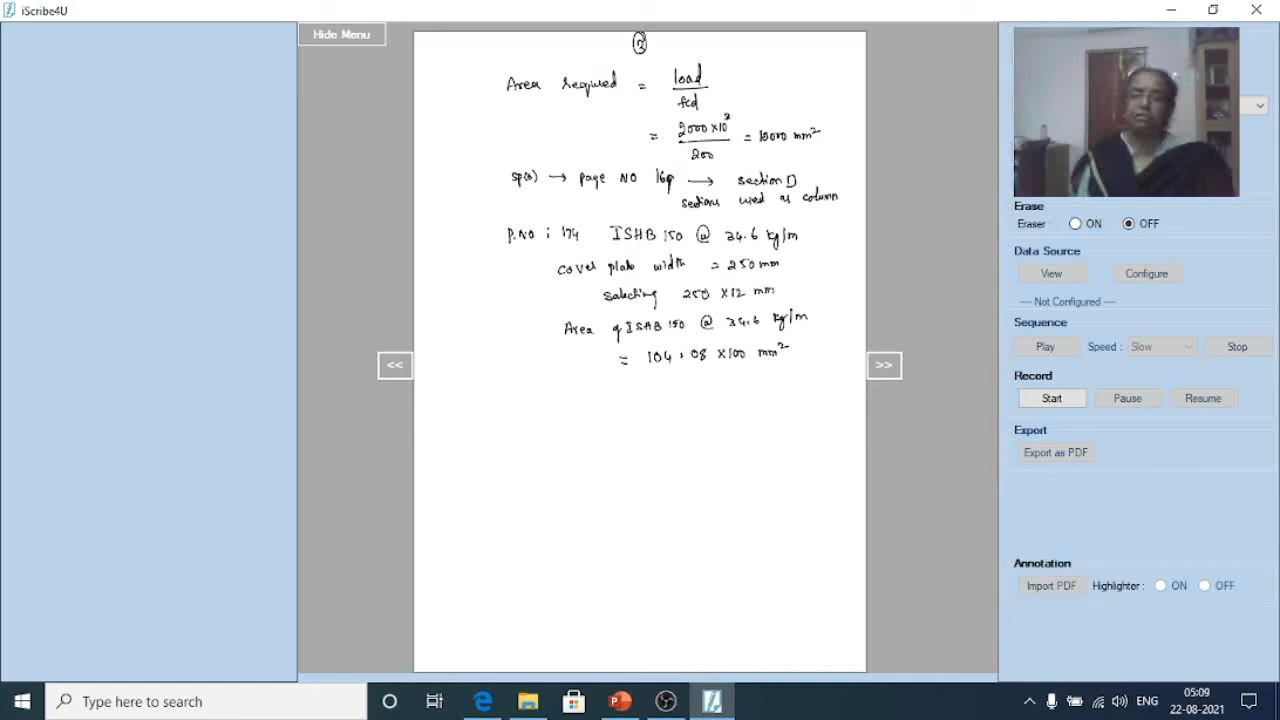 iScribe4U
Hide Menu
2
Area required = load
fcd
= 2000 x 10³
200
= 10000 mm²
sp(6) → page NO 169 → section D
sections used as column
P.NO : 174 ISHB 150 @ 34.6 kg/m
cover plate width = 250 mm
selecting 250 x 12 mm
Area of ISHB 150 @ 34.6 kg/m
= 104.08 x 100 mm²
<<
>>
Erase
Eraser : ON OFF
Data Source
View Configure
---- Not Configured ----
Sequence
Play Speed : Slow Stop
Record
Start Pause Resume
Export
Export as PDF
Annotation
Import PDF Highlighter : ON OFF
Type here to search
ENG
05:09
22-08-2021